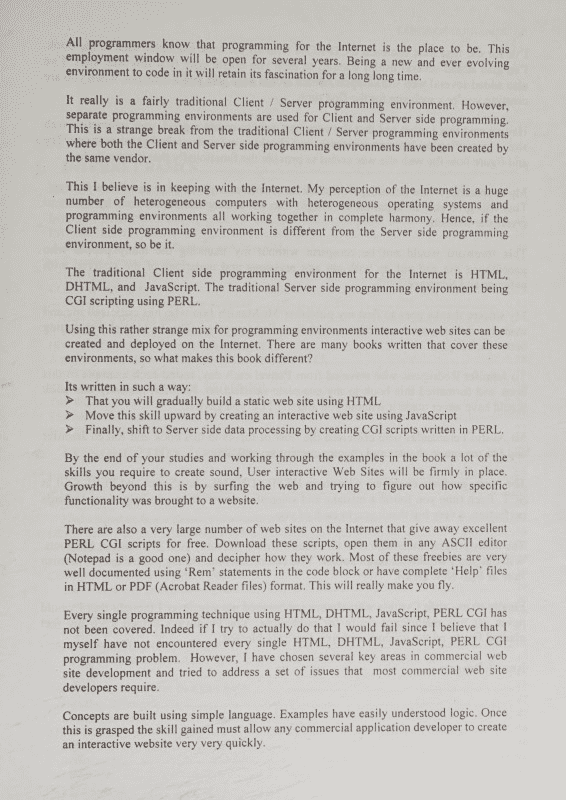 All programmers know that programming for the Internet is the place to be. This
employment window will be open for several years. Being a new and ever evolving
environment to code in it will retain its fascination for a long long time.
It really is a fairly traditional Client / Server programming environment. However,
separate programming environments are used for Client and Server side programming.
This is a strange break from the traditional Client / Server programming environments
where both the Client and Server side programming environments have been created by
the same vendor.
This I believe is in keeping with the Internet. My perception of the Internet is a huge
number of heterogeneous computers with heterogeneous operating systems and
programming environments all working together in complete harmony. Hence, if the
Client side programming environment is different from the Server side programming
environment, so be it.
The traditional Client side programming environment for the Internet is HTML,
DHTML, and JavaScript. The traditional Server side programming environment being
CGI scripting using PERL.
Using this rather strange mix for programming environments interactive web sites can be
created and deployed on the Internet. There are many books written that cover these
environments, so what makes this book different?
Its written in such a way:
➢ That you will gradually build a static web site using HTML
➢ Move this skill upward by creating an interactive web site using JavaScript
➢ Finally, shift to Server side data processing by creating CGI scripts written in PERL.
By the end of your studies and working through the examples in the book a lot of the
skills you require to create sound, User interactive Web Sites will be firmly in place.
Growth beyond this is by surfing the web and trying to figure out how specific
functionality was brought to a website.
There are also a very large number of web sites on the Internet that give away excellent
PERL CGI scripts for free. Download these scripts, open them in any ASCII editor
(Notepad is a good one) and decipher how they work. Most of these freebies are very
well documented using ‘Rem’ statements in the code block or have complete ‘Help’ files
in HTML or PDF (Acrobat Reader files) format. This will really make you fly.
Every single programming technique using HTML, DHTML, JavaScript, PERL CGI has
not been covered. Indeed if I try to actually do that I would fail since I believe that I
myself have not encountered every single HTML, DHTML, JavaScript, PERL CGI
programming problem. However, I have chosen several key areas in commercial web
site development and tried to address a set of issues that most commercial web site
developers require.
Concepts are built using simple language. Examples have easily understood logic. Once
this is grasped the skill gained must allow any commercial application developer to create
an interactive website very very quickly.